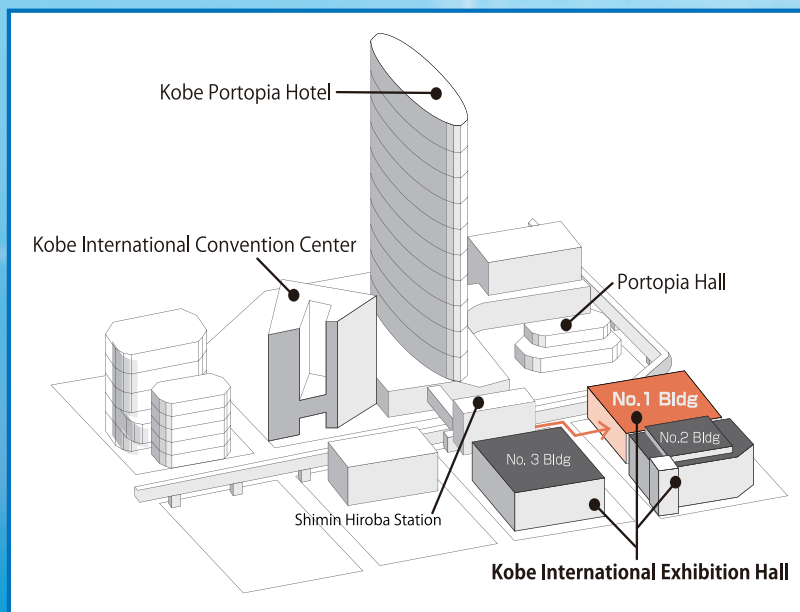 Kobe Portopia Hotel
Kobe International Convention Center
Portopia Hall
No.1 Bldg
No.2 Bldg
No. 3 Bldg
Shimin Hiroba Station
Kobe International Exhibition Hall